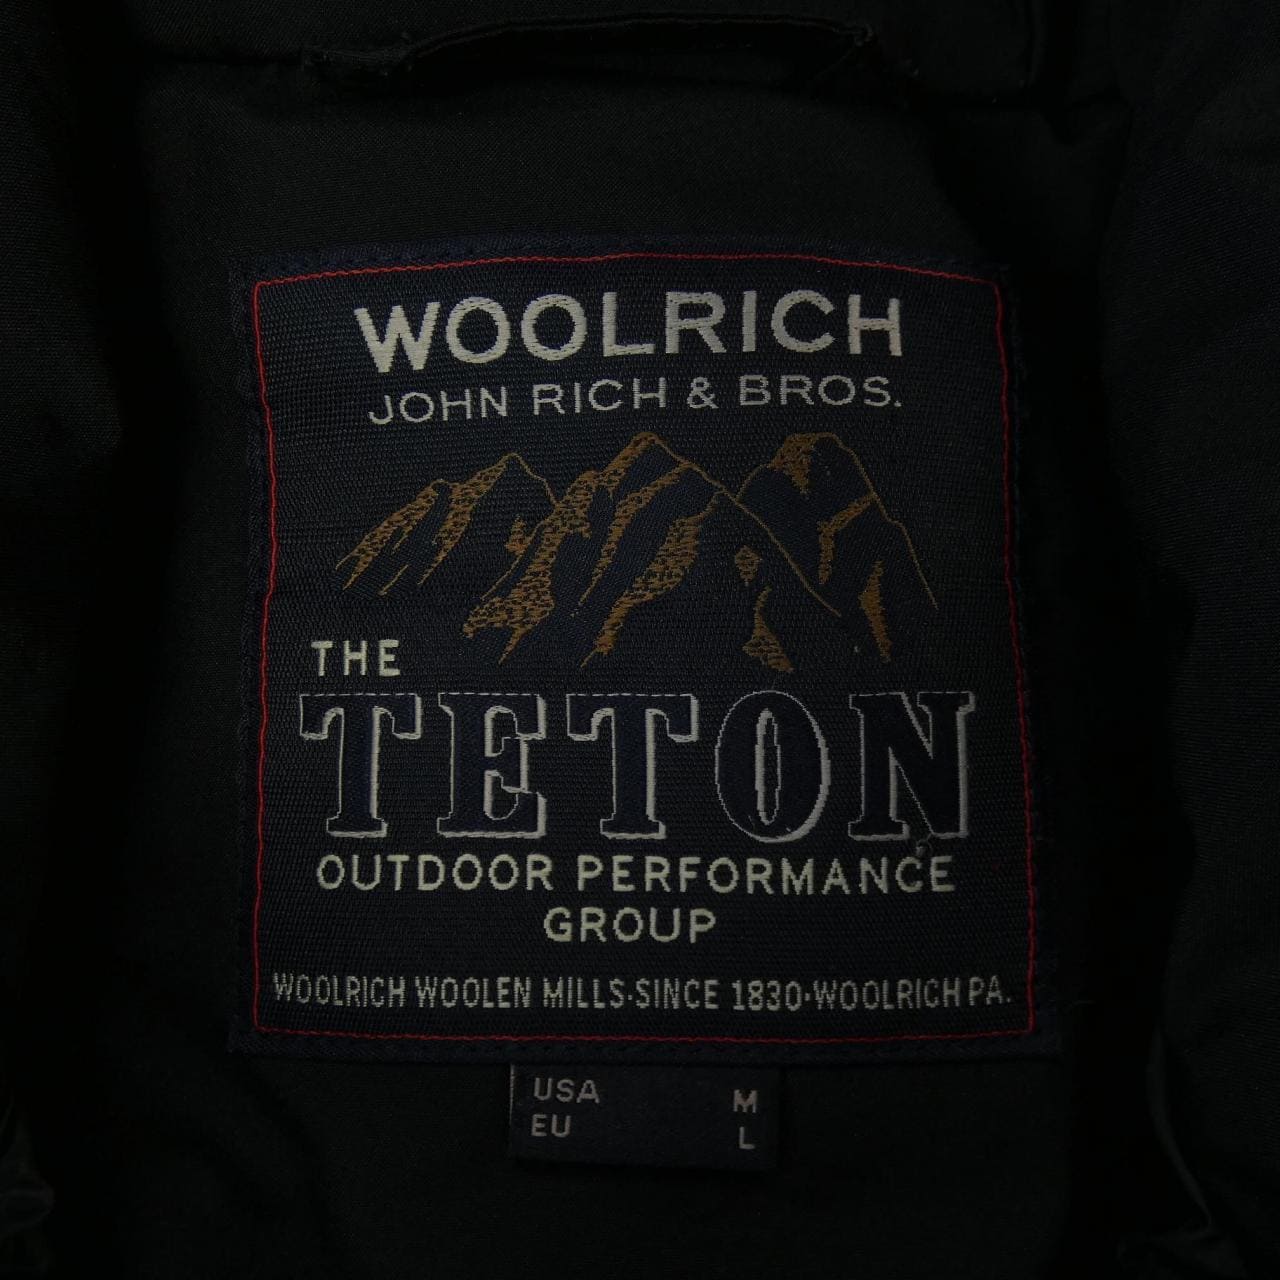 WOOLRICH
JOHN RICH & BROS.
THE
TETON
OUTDOOR PERFORMANCE
GROUP
WOOLRICH WOOLEN MILLS·SINCE 1830·WOOLRICH PA.
USA M
EU L